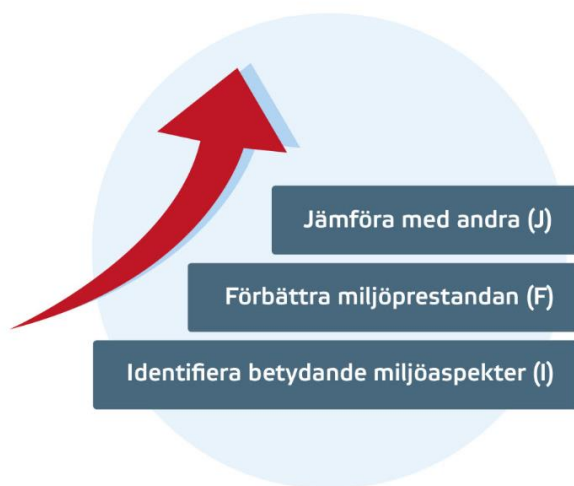 Jämföra med andra (J)
Förbättra miljöprestandan (F)
Identifiera betydande miljöaspekter (I)